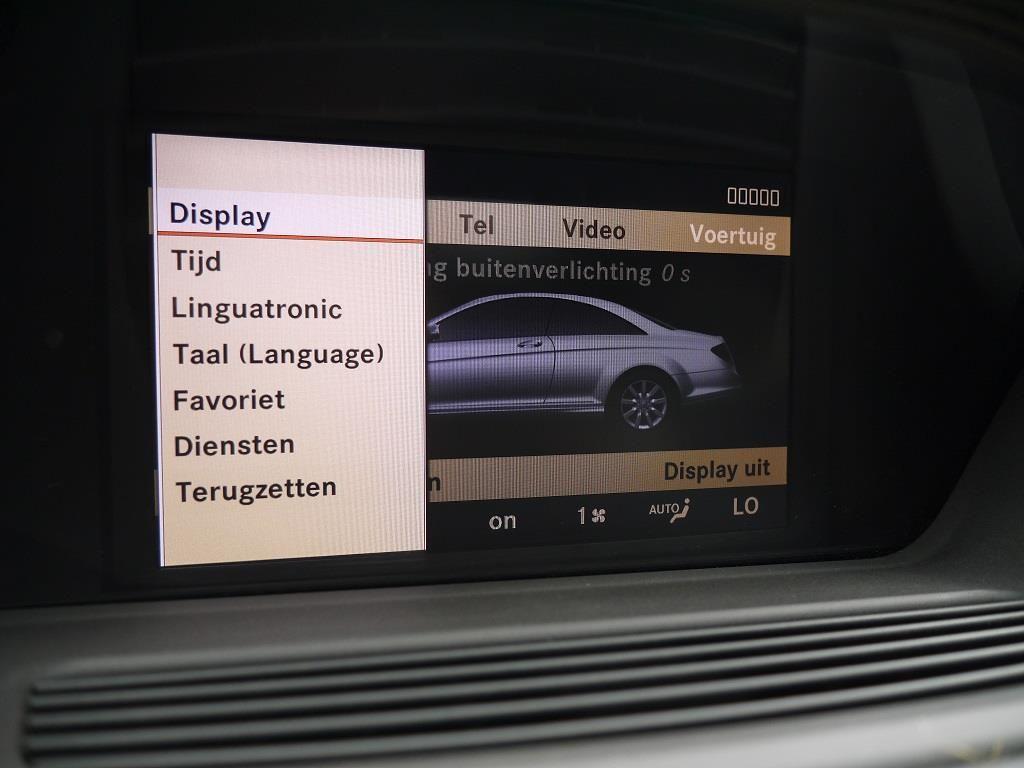 Display
Tijd
Linguatronic
Taal (Language)
Favoriet
Diensten
Terugzetten
Tel Video Voertuig
buitenverlichting 0 s
Display uit
on 1 AUTO LO